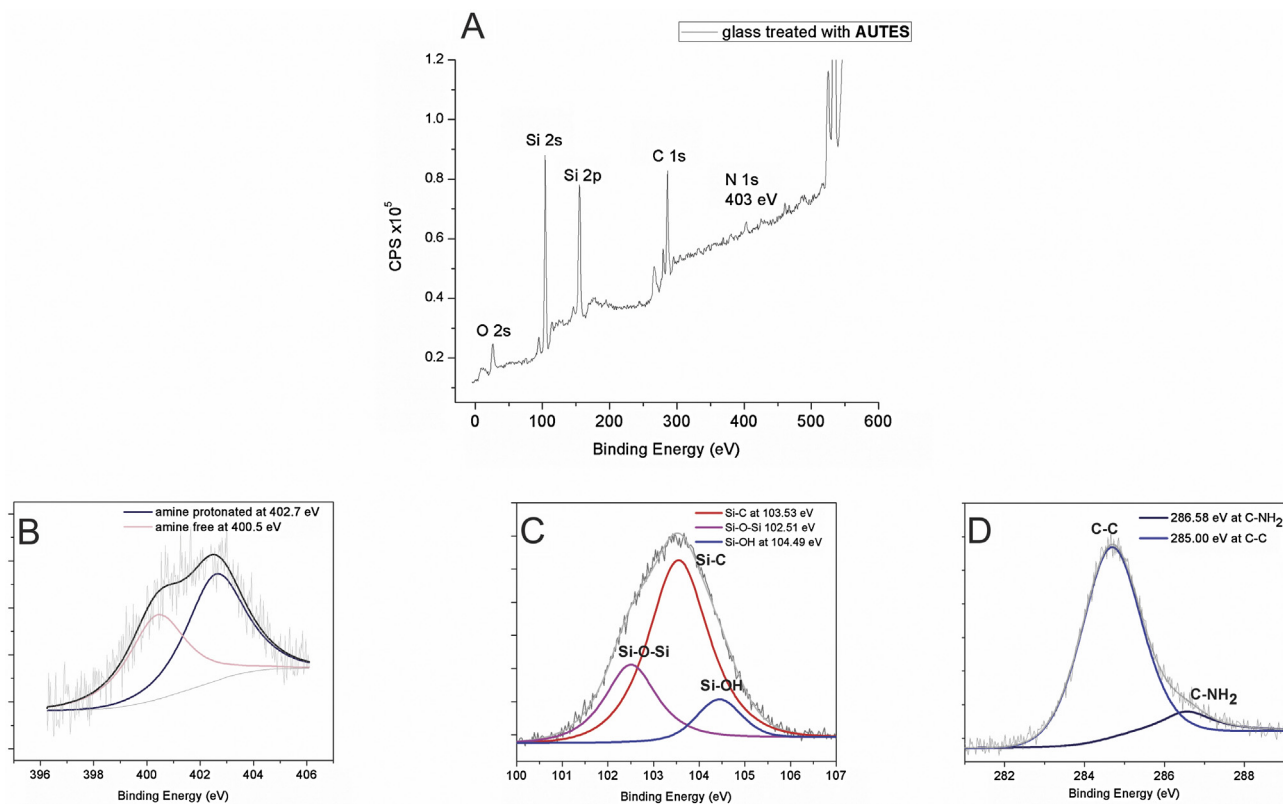 A
glass treated with AUTES
1.2
1.0
0.8
0.6
0.4
0.2
CPS x10⁵
Si 2s
Si 2p
C 1s
N 1s
403 eV
O 2s
0 100 200 300 400 500 600
Binding Energy (eV)
B
amine protonated at 402.7 eV
amine free at 400.5 eV
396 398 400 402 404 406
Binding Energy (eV)
C
Si-C at 103.53 eV
Si-O-Si 102.51 eV
Si-OH at 104.49 eV
Si-C
Si-O-Si
Si-OH
100 101 102 103 104 105 106 107
Binding Energy (eV)
D
286.58 eV at C-NH₂
285.00 eV at C-C
C-C
C-NH₂
282 284 286 288
Binding Energy (eV)